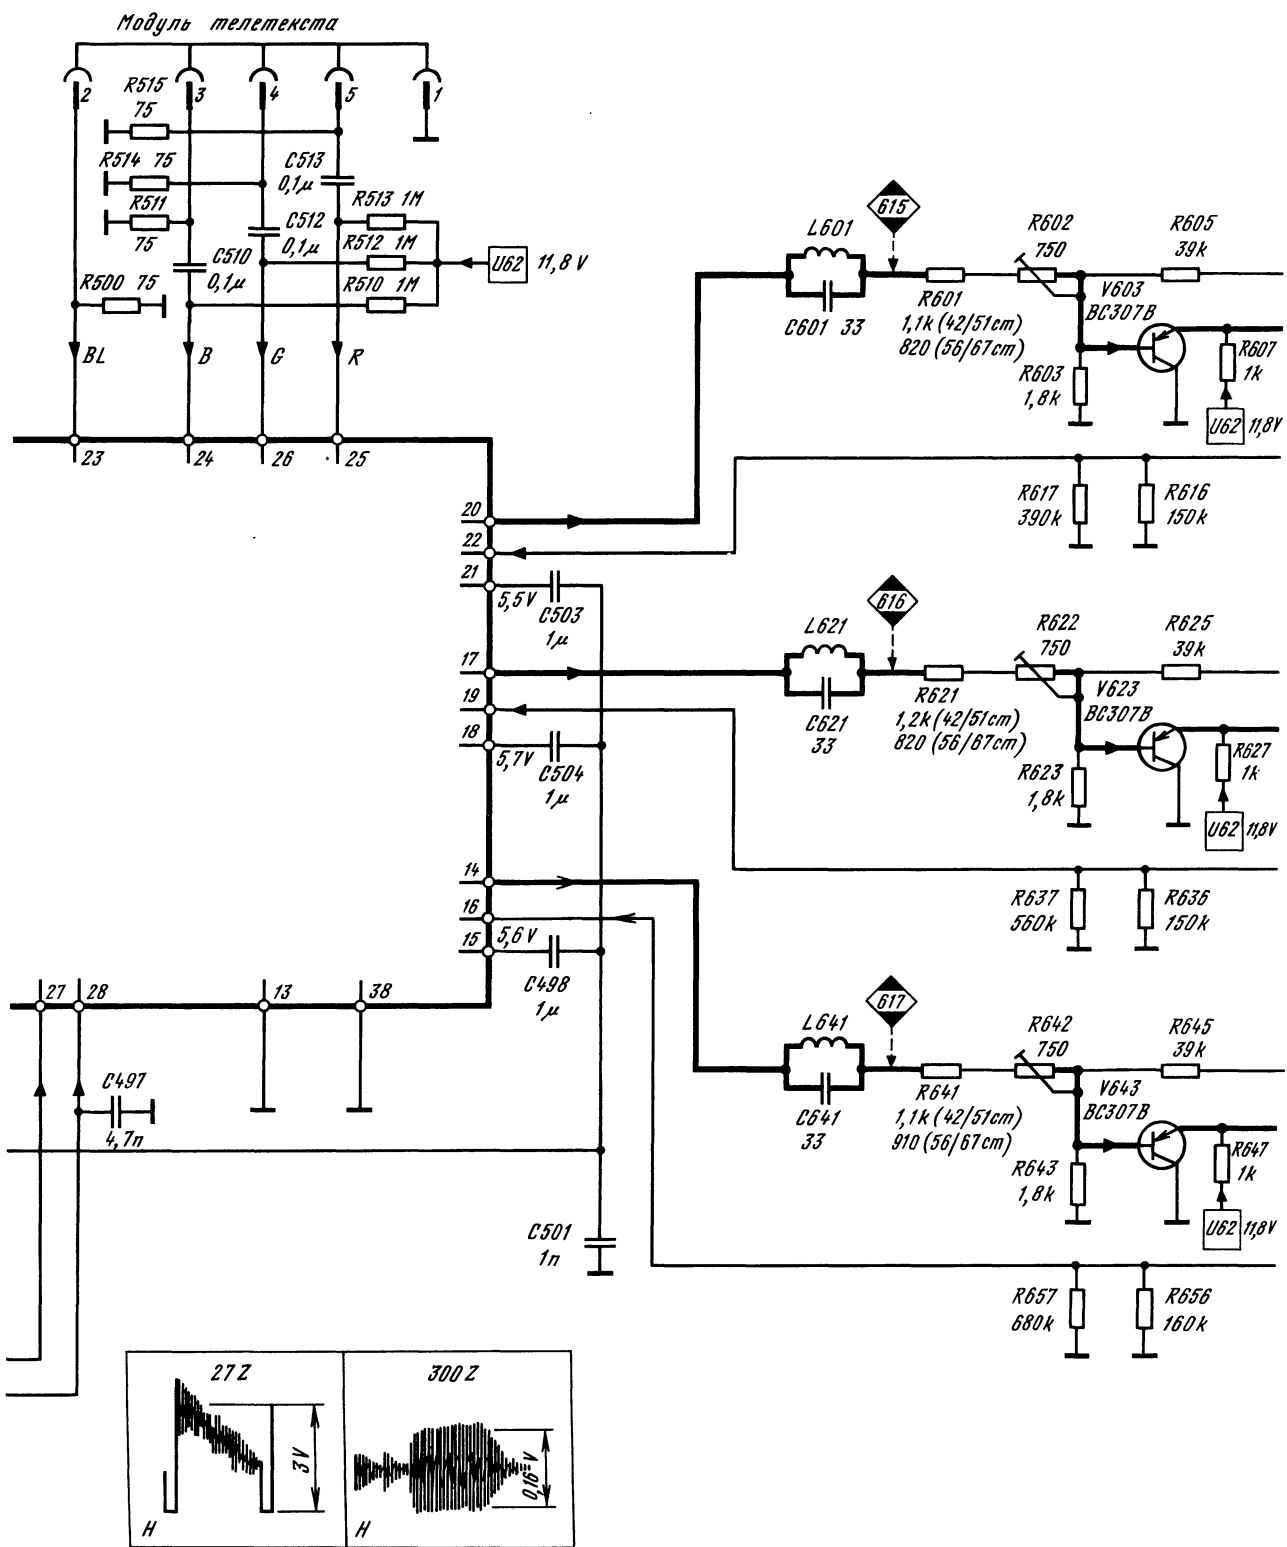 Модуль телетекста
2
3
4
5
1
R515
75
R514 75
R511
75
C513
0,1μ
R513 1M
C512
0,1μ
R512 1M
C510
0,1μ
R510 1M
R500 75
U62
11,8 V
BL
B
G
R
23
24
26
25
20
22
21
5,5V
C503
1μ
17
19
18
5,7V
C504
1μ
14
16
15
5,6 V
C498
1μ
27
28
13
38
C497
4,7п
C501
1п
615
L601
C601 33
R601
1,1k (42/51cm)
820 (56/67cm)
R602
750
R605
39k
V603
BC307B
R603
1,8k
R607
1k
U62
11,8V
R617
390k
R616
150k
616
L621
C621
33
R621
1,2k (42/51cm)
820 (56/67cm)
R622
750
R625
39k
V623
BC307B
R623
1,8k
R627
1k
U62
11,8V
R637
560k
R636
150k
617
L641
C641
33
R641
1,1k (42/51cm)
910 (56/67cm)
R642
750
R645
39k
V643
BC307B
R643
1,8k
R647
1k
U62
11,8V
R657
680k
R656
160k
27 Z
3V
H
300 Z
0,16=V
H